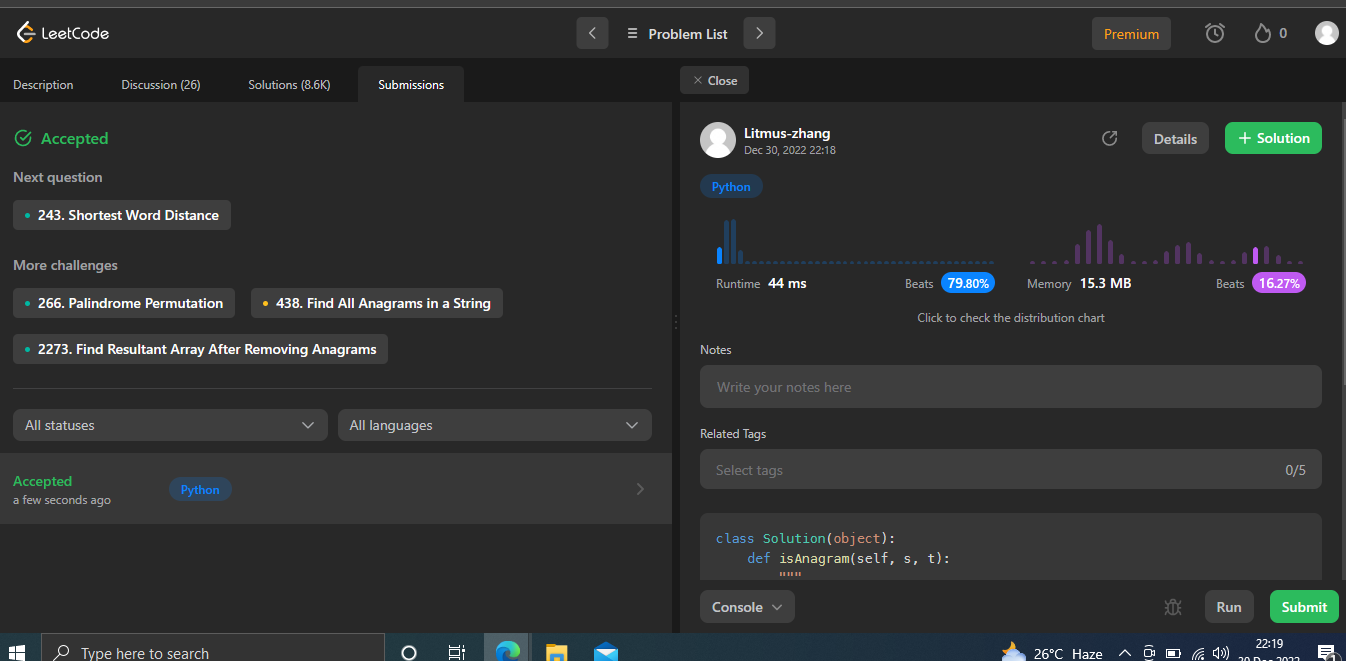 LeetCode
Problem List
Premium
0
Description
Discussion (26)
Solutions (8.6K)
Submissions
Close
Accepted
Next question
243. Shortest Word Distance
More challenges
266. Palindrome Permutation
438. Find All Anagrams in a String
2273. Find Resultant Array After Removing Anagrams
All statuses
All languages
Accepted
a few seconds ago
Python
Litmus-zhang
Dec 30, 2022 22:18
Details
+ Solution
Python
Runtime 44 ms
Beats 79.80%
Memory 15.3 MB
Beats 16.27%
Click to check the distribution chart
Notes
Write your notes here
Related Tags
Select tags
0/5
class Solution(object):
def isAnagram(self, s, t):
"""
Console
Run
Submit
Type here to search
26°C Haze
22:19
30 Dec 2022
1